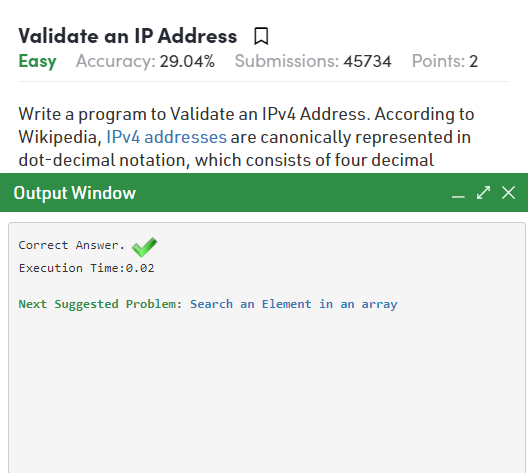 Validate an IP Address
Easy Accuracy: 29.04% Submissions: 45734 Points: 2
Write a program to Validate an IPv4 Address. According to
Wikipedia, IPv4 addresses are canonically represented in
dot-decimal notation, which consists of four decimal
Output Window
Correct Answer.
Execution Time:0.02
Next Suggested Problem: Search an Element in an array